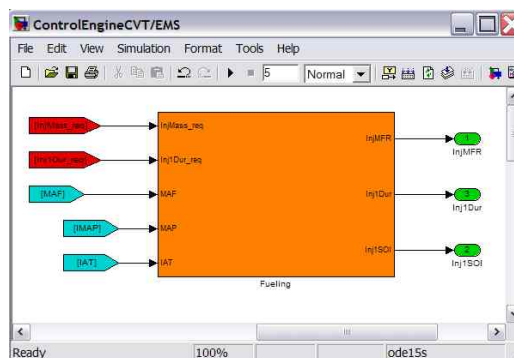 ControlEngineCVT/EMS
File Edit View Simulation Format Tools Help
5 Normal
[InjMass_req] InjMass_req
InjMFR 1
InjMFR
[Inj1Dur_req] Inj1Dur_req
[MAF] MAF
Inj1Dur 3
Inj1Dur
[IMAP] MAP
[IAT] IAT
Inj1SOI 2
Inj1SOI
Fueling
Ready 100% ode15s